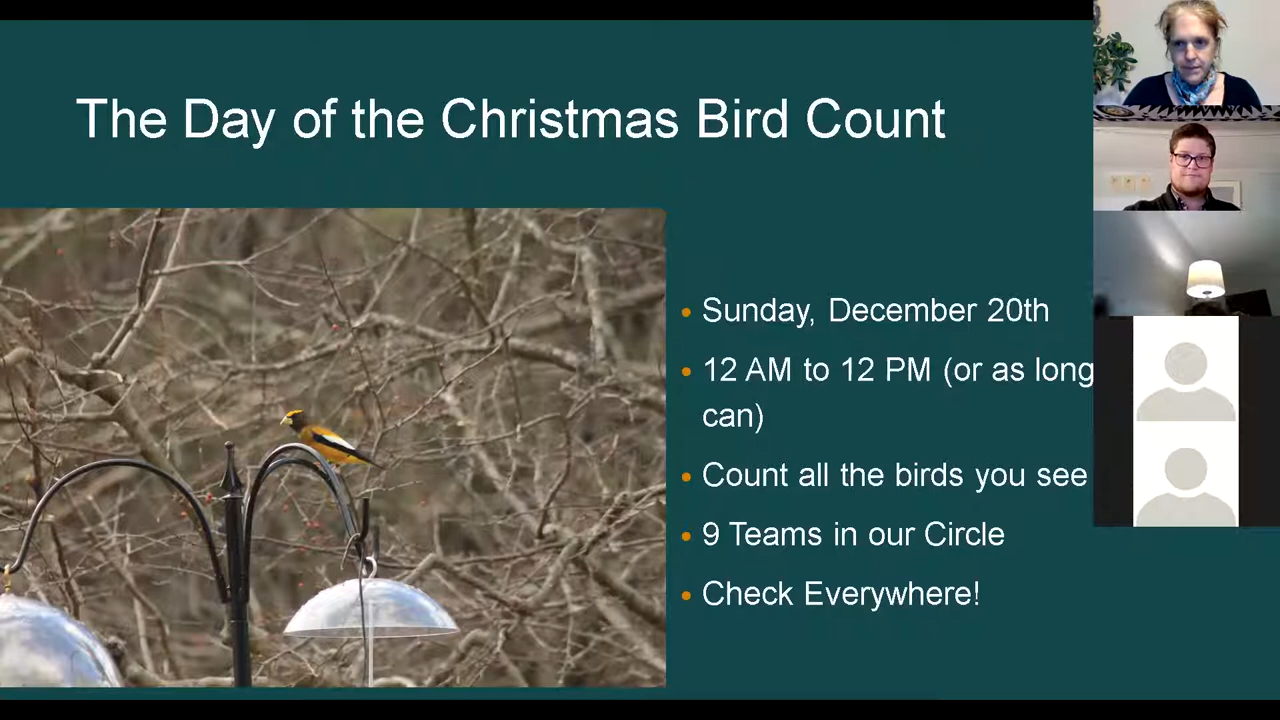 The Day of the Christmas Bird Count
Sunday, December 20th
12 AM to 12 PM (or as long
can)
Count all the birds you see
9 Teams in our Circle
Check Everywhere!